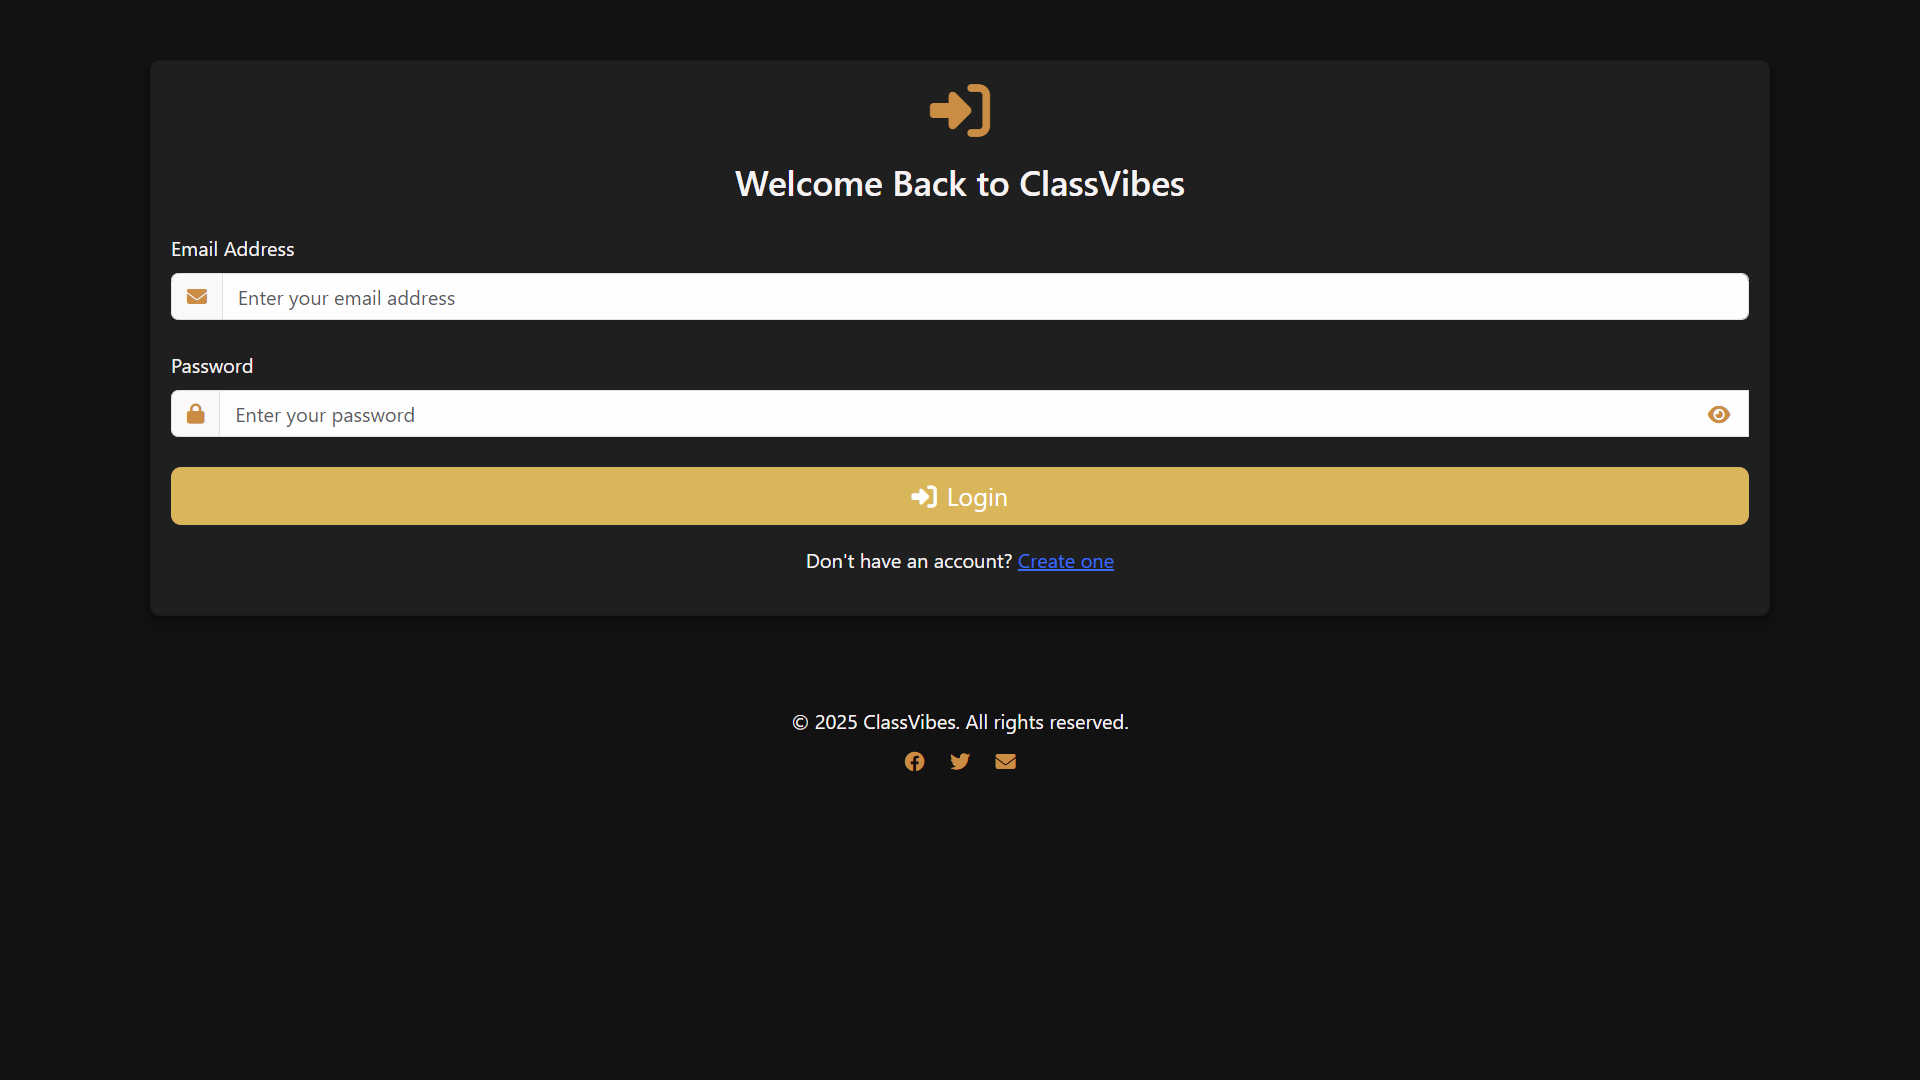 Welcome Back to ClassVibes
Email Address
Enter your email address
Password
Enter your password
Login
Don't have an account? Create one
© 2025 ClassVibes. All rights reserved.